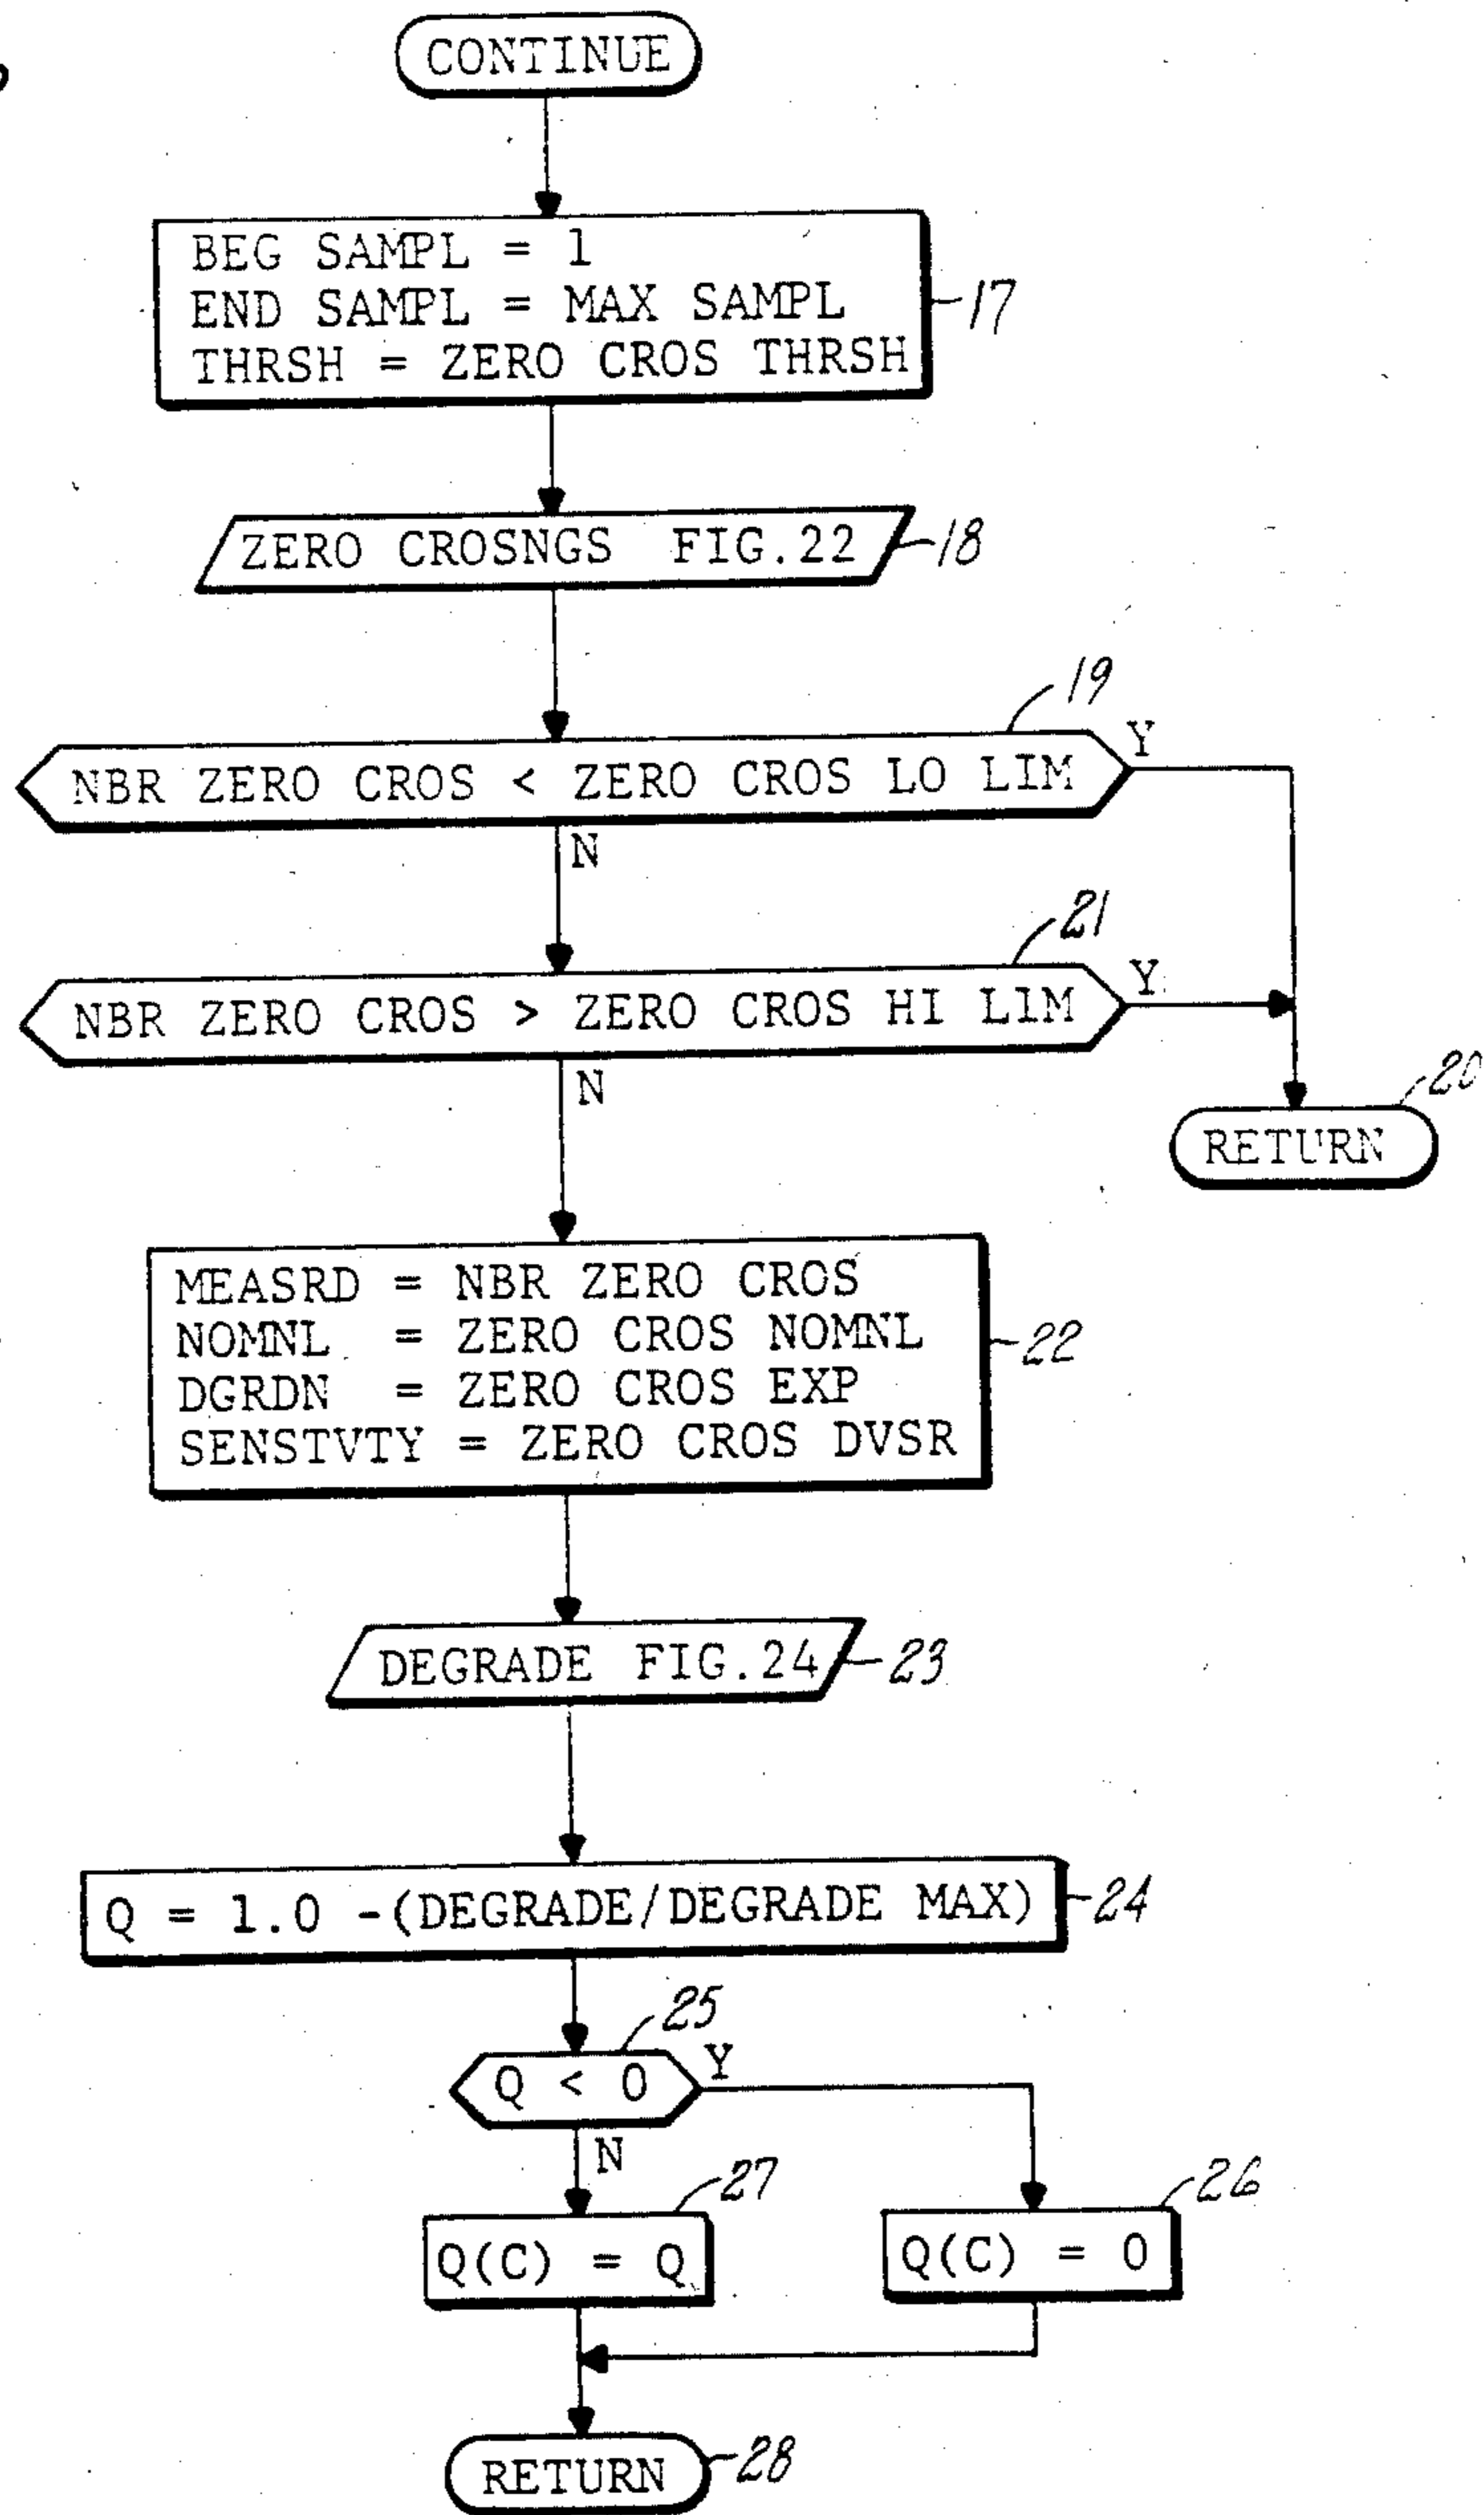 CONTINUE
BEG SAMPL = 1
END SAMPL = MAX SAMPL
THRSH = ZERO CROS THRSH
17
ZERO CROSNGS FIG.22
18
19
NBR ZERO CROS < ZERO CROS LO LIM
Y
N
21
NBR ZERO CROS > ZERO CROS HI LIM
Y
N
20
RETURN
MEASRD = NBR ZERO CROS
NOMNL = ZERO CROS NOMNL
DGRDN = ZERO CROS EXP
SENSTVTY = ZERO CROS DVSR
22
DEGRADE FIG.24
23
Q = 1.0 -(DEGRADE/DEGRADE MAX)
24
25
Q < 0
Y
N
27
Q(C) = Q
26
Q(C) = 0
RETURN
28